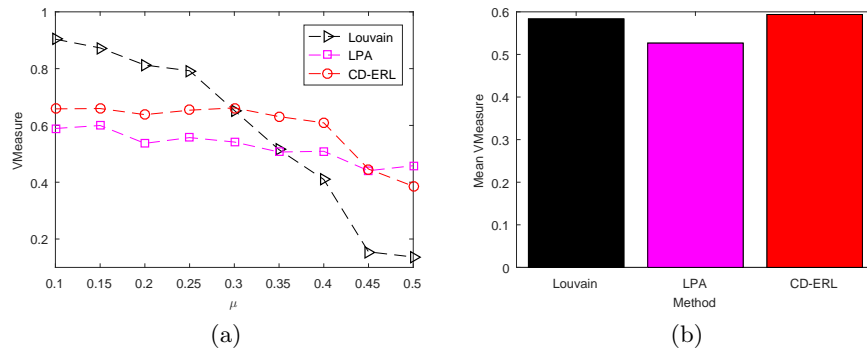 1
0.8
0.6
0.4
0.2
VMeasure
0.1 0.15 0.2 0.25 0.3 0.35 0.4 0.45 0.5
μ
Louvain
LPA
CD-ERL
(a)
0.6
0.5
0.4
0.3
0.2
0.1
0
Mean VMeasure
Louvain LPA CD-ERL
Method
(b)